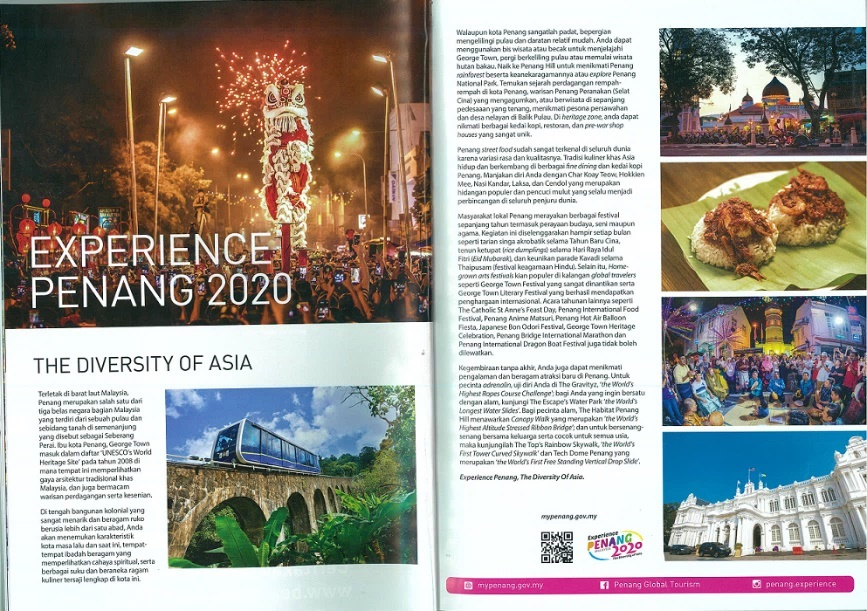 EXPERIENCE
PENANG 2020
THE DIVERSITY OF ASIA
Terletak di barat laut Malaysia,
Penang merupakan salah satu dari
tiga belas negara bagian Malaysia
yang terdiri dari sebuah pulau dan
sebidang tanah di semenanjung
yang disebut sebagai Seberang
Perai. Ibu kota Penang, George Town
masuk dalam daftar 'UNESCO's World
Heritage Site' pada tahun 2008 di
mana tempat ini memperlihatkan
gaya arsitektur tradisional khas
Malaysia, dan juga bermacam
warisan perdagangan serta kesenian.
Di tengah bangunan kolonial yang
sangat menarik dan beragam ruko
berusia lebih dari satu abad, Anda
akan menemukan karakteristik
kota masa lalu dan saat ini, tempat-
tempat ibadah beragam yang
memperlihatkan cahaya spiritual, serta
berbagai suku dan beraneka ragam
kuliner tersaji lengkap di kota ini.
Walaupun kota Penang sangatlah padat, bepergian
mengelilingi pulau dan daratan relatif mudah. Anda dapat
menggunakan bis wisata atau becak untuk menjelajahi
George Town, pergi berkeliling pulau atau memulai wisata
hutan bakau. Naik ke Penang Hill untuk menikmati Penang
rainforest beserta keanekaragamannya atau explore Penang
National Park. Temukan sejarah perdagangan rempah-
rempah di kota Penang, warisan Penang Peranakan (Selat
Cina) yang mengagumkan, atau berwisata di sepanjang
pedesaan yang tenang, menikmati pesona persawahan
dan desa nelayan di Balik Pulau. Di heritage zone, anda dapat
nikmati berbagai kedai kopi, restoran, dan pre-war shop
houses yang sangat unik.
Penang street food sudah sangat terkenal di seluruh dunia
karena variasi rasa dan kualitasnya. Tradisi kuliner khas Asia
hidup dan berkembang di berbagai fine dining dan kedai kopi
Penang. Manjakan diri Anda dengan Char Koay Teow, Hokkien
Mee, Nasi Kandar, Laksa, dan Cendol yang merupakan
hidangan populer dan pencuci mulut yang selalu menjadi
perbincangan di seluruh penjuru dunia.
Masyarakat lokal Penang merayakan berbagai festival
sepanjang tahun termasuk perayaan budaya, seni maupun
agama. Kegiatan ini diselenggarakan hampir setiap bulan
seperti tarian singa akrobatik selama Tahun Baru Cina,
tenun ketupat (rice dumplings) selama Hari Raya Idul
Fitri (Eid Mubarak), dan keunikan parade Kavadi selama
Thaipusam (festival keagamaan Hindu). Selain itu, Home-
grown arts festivals kian populer di kalangan global travelers
seperti George Town Festival yang sangat dinantikan serta
George Town Literary Festival yang berhasil mendapatkan
penghargaan internasional. Acara tahunan lainnya seperti
The Catholic St Anne's Feast Day, Penang International Food
Festival, Penang Anime Matsuri, Penang Hot Air Balloon
Fiesta, Japanese Bon Odori Festival, George Town Heritage
Celebration, Penang Bridge International Marathon dan
Penang International Dragon Boat Festival juga tidak boleh
dilewatkan.
Kegembiraan tanpa akhir, Anda juga dapat menikmati
pengalaman dan beragam atraksi baru di Penang. Untuk
pecinta adrenalin, uji diri Anda di The Gravityz, 'the World's
Highest Ropes Course Challenge'; bagi Anda yang ingin bersatu
dengan alam, kunjungi The Escape's Water Park 'the World's
Longest Water Slides'. Bagi pecinta alam, The Habitat Penang
Hill menawarkan Canopy Walk yang merupakan 'the World's
Highest Altitude Stressed Ribbon Bridge'; dan untuk bersenang-
senang bersama keluarga serta cocok untuk semua usia,
maka kunjungilah The Top's Rainbow Skywalk, 'the World's
First Tower Curved Skywalk' dan Tech Dome Penang yang
merupakan 'the World's First Free Standing Vertical Drop Slide'.
Experience Penang, The Diversity Of Asia.
mypenang.gov.my
Experience
PENANG
2020
The Diversity of Asia
mypenang.gov.my
Penang Global Tourism
penang.experience